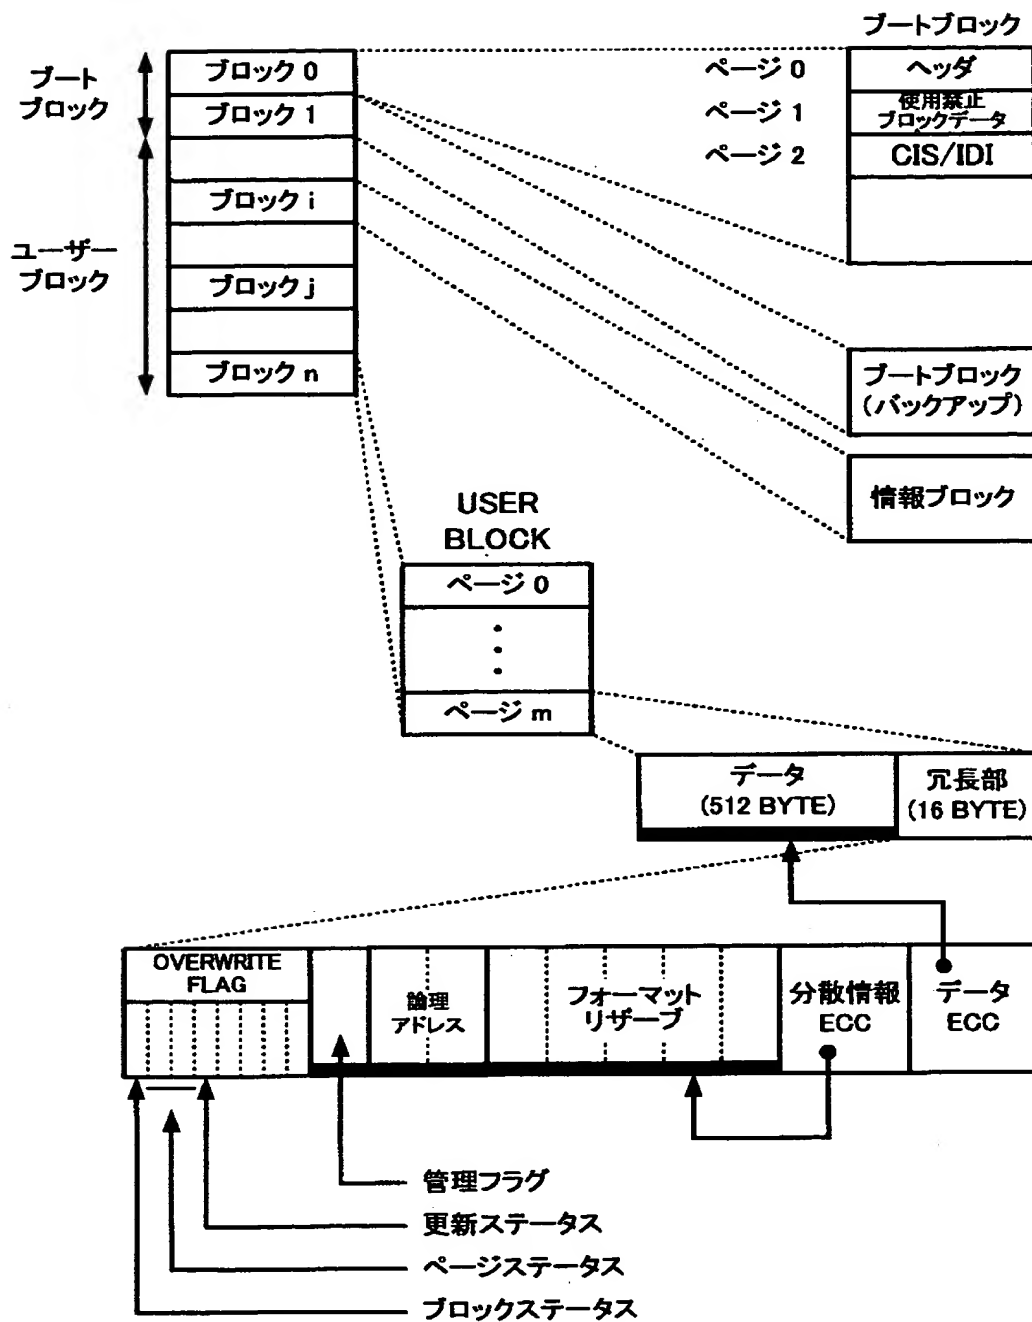 ブートブロック
ブート
ブロック
ブロック 0
ブロック 1
ページ 0
ヘッダ
ページ 1
使用禁止
ブロックデータ
ページ 2
CIS/IDI
ユーザー
ブロック
ブロック i
ブロック j
ブロック n
ブートブロック
(バックアップ)
情報ブロック
USER
BLOCK
ページ 0
ページ m
データ
(512 BYTE)
冗長部
(16 BYTE)
OVERWRITE
FLAG
論理
アドレス
フォーマット
リザーブ
分散情報
ECC
データ
ECC
管理フラグ
更新ステータス
ページステータス
ブロックステータス